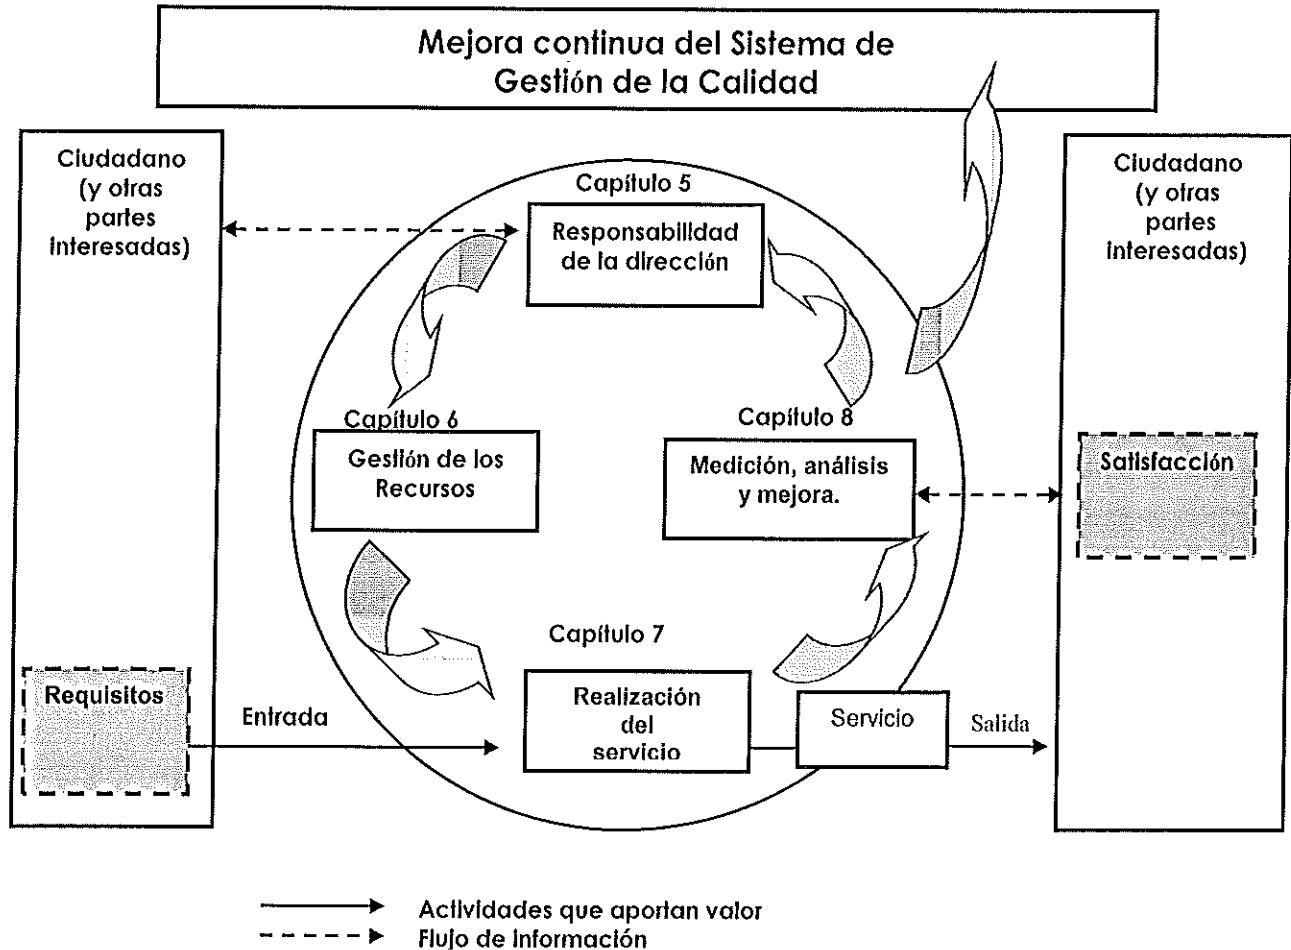 Mejora continua del Sistema de
Gestión de la Calidad
Ciudadano
(y otras
partes
interesadas)
Capítulo 5
Responsabilidad
de la dirección
Ciudadano
(y otras
partes
interesadas)
Capítulo 6
Gestión de los
Recursos
Capítulo 8
Medición, análisis
y mejora.
Satisfacción
Capítulo 7
Realización
del
servicio
Requisitos
Entrada
Servicio
Salida
Actividades que aportan valor
Flujo de información